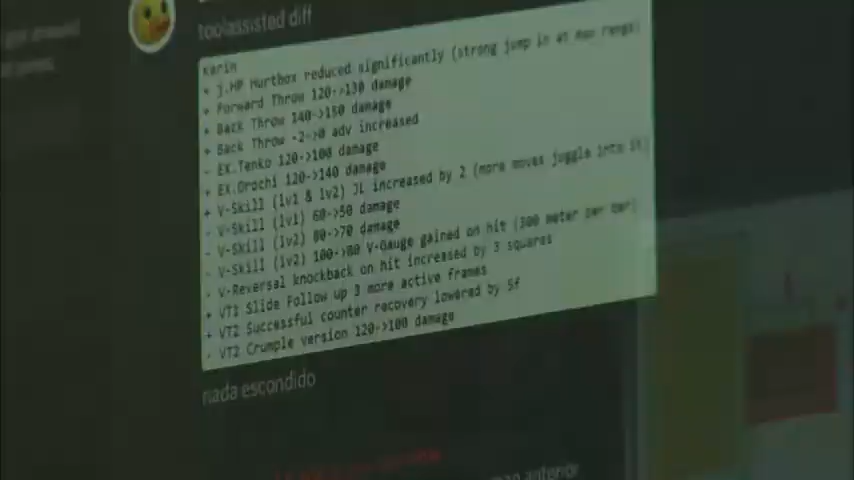 toolassisted diff
Karin
+ j.HP Hurtbox reduced significantly (strong jump in at max range)
+ Forward Throw 120->130 damage
+ Back Throw 140->150 damage
+ Back Throw -2->0 adv increased
- EX.Tenko 120->100 damage
+ EX.Orochi 120->140 damage
+ V-Skill (lv1 & lv2) JL increased by 2 (more moves juggle into it)
- V-Skill (lv1) 60->50 damage
- V-Skill (lv2) 80->70 damage
- V-Skill (lv2) 100->80 V-Gauge gained on hit (300 meter per bar)
- V-Reversal knockback on hit increased by 3 squares
+ VT1 Slide Follow up 3 more active frames
+ VT2 Successful counter recovery lowered by 5f
- VT2 Crumple version 120->100 damage
nada escondido
anterior